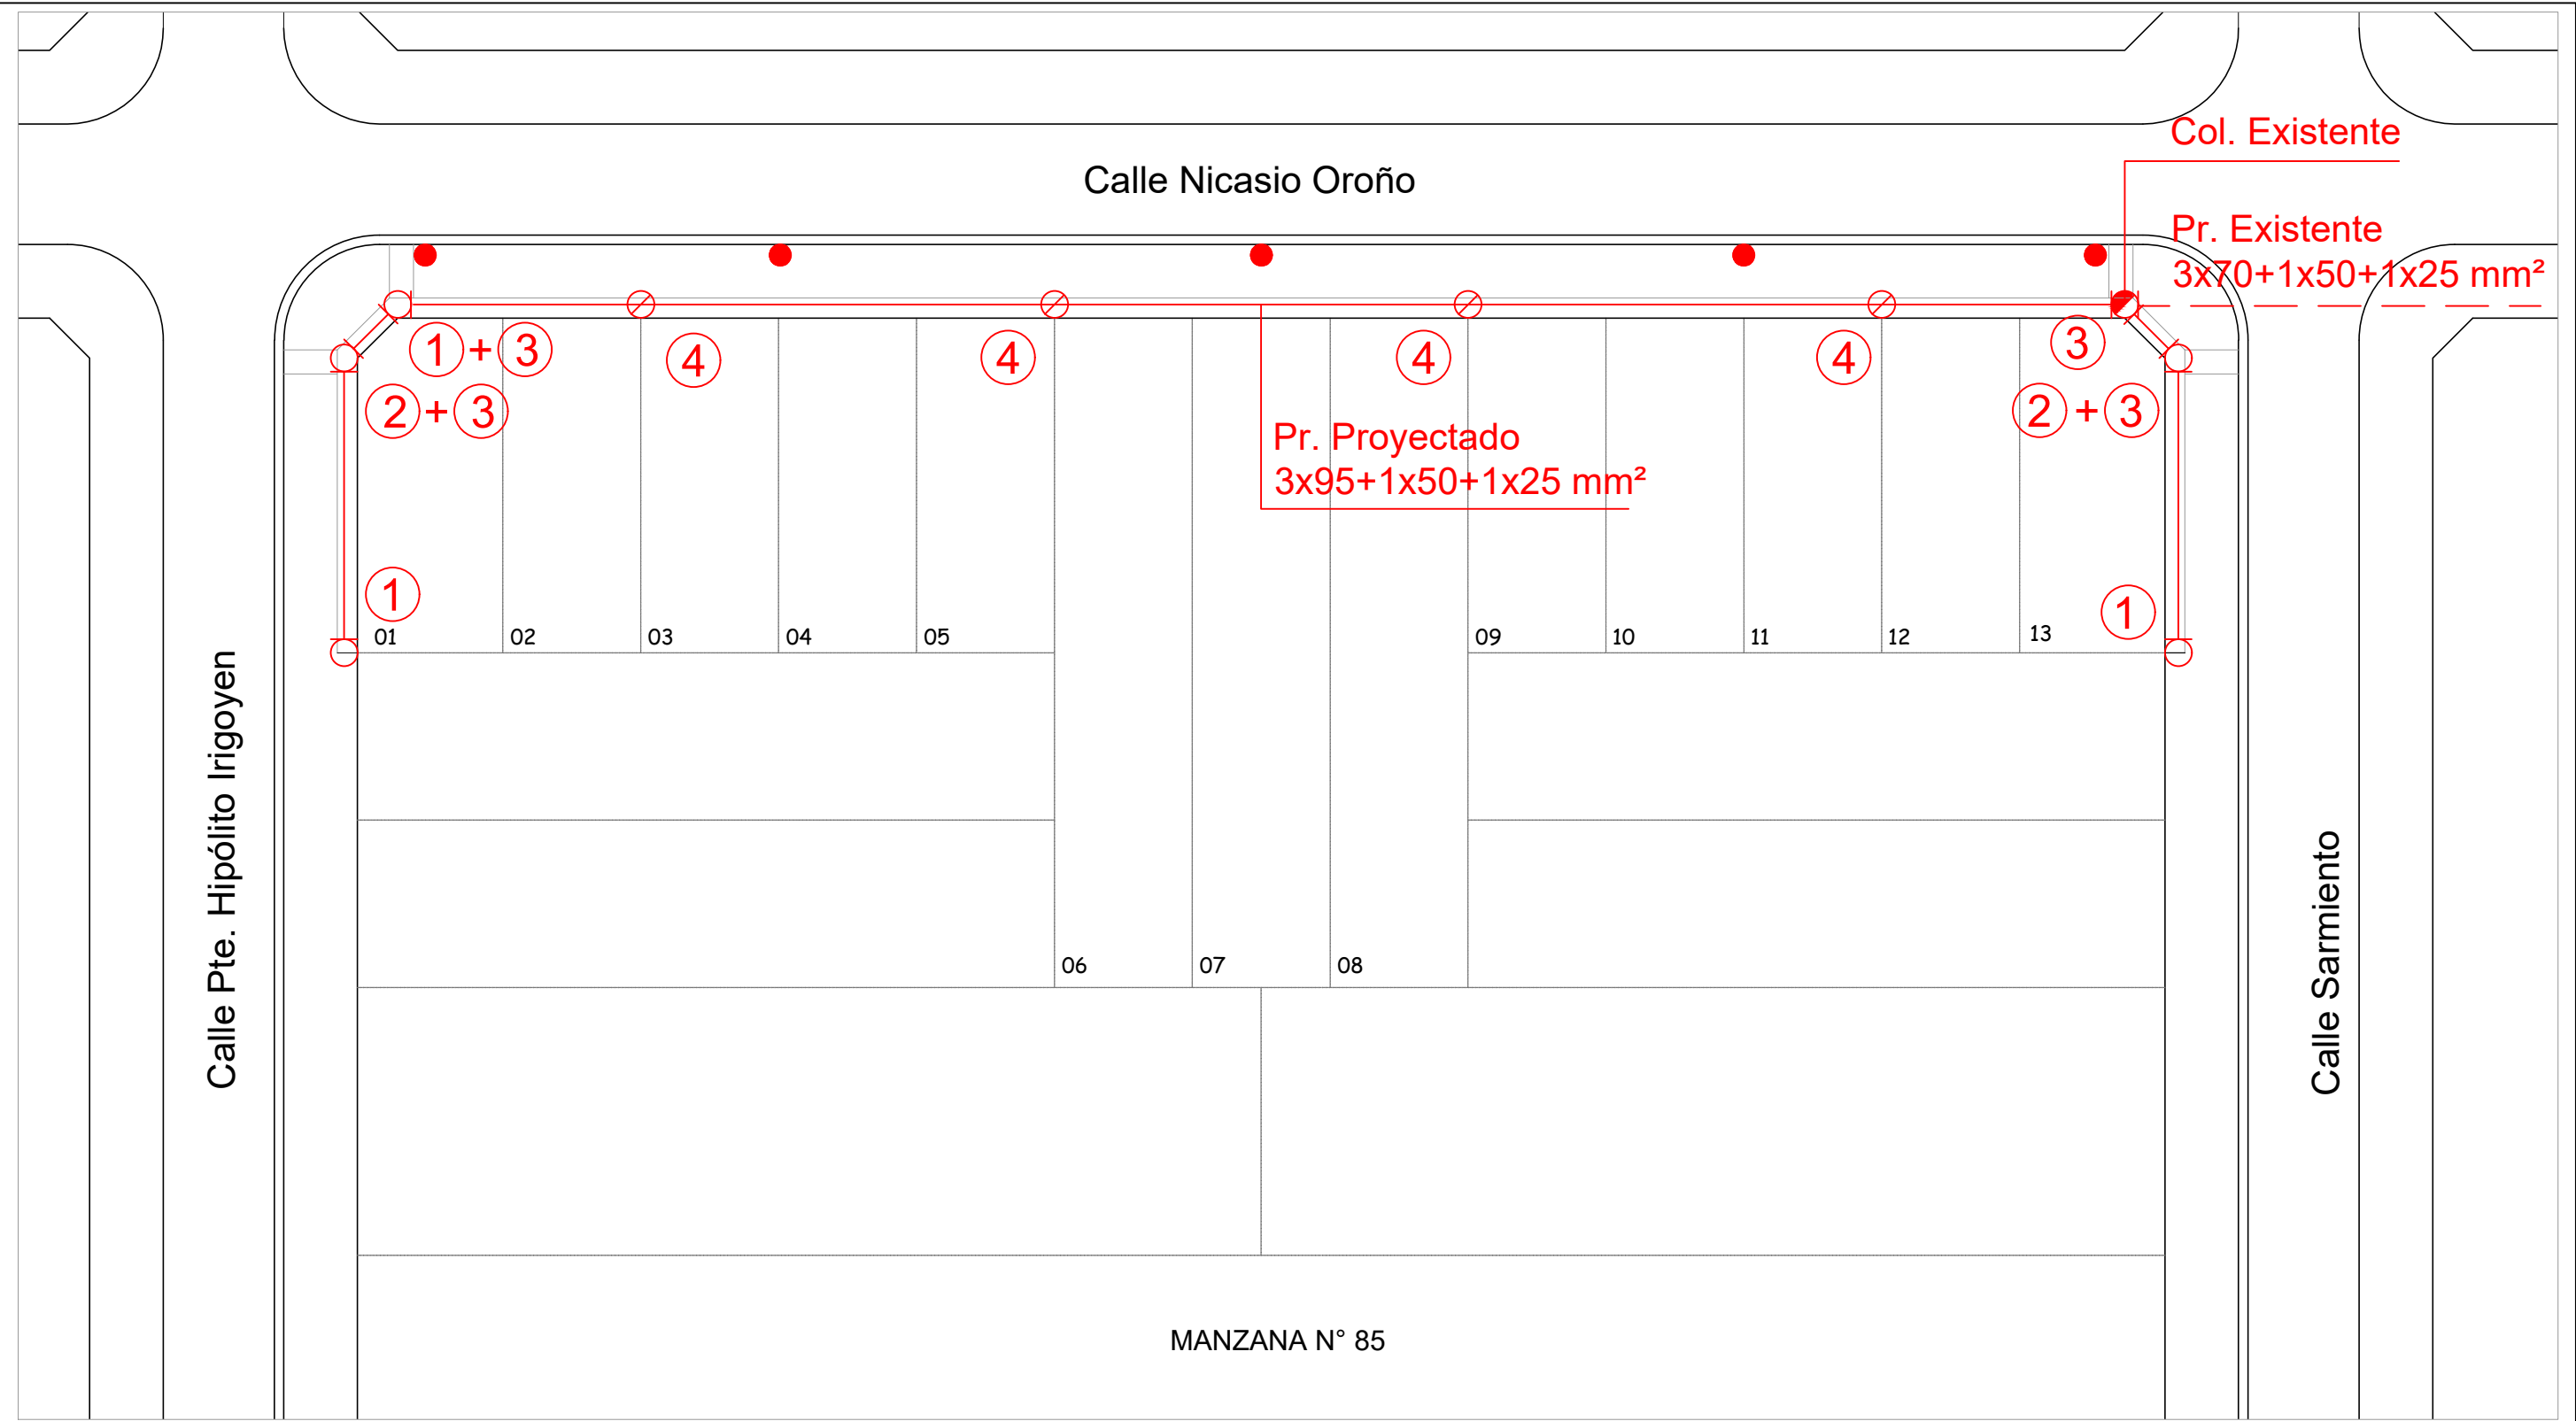 Col. Existente
Calle Nicasio Oroño
Pr. Existente
3x70+1x50+1x25 mm²
1 + 3
4
4
4
4
3
2 + 3
2 + 3
Pr. Proyectado
3x95+1x50+1x25 mm²
1
1
01
02
03
04
05
09
10
11
12
13
Calle Pte. Hipólito Irigoyen
Calle Sarmiento
06
07
08
MANZANA N° 85